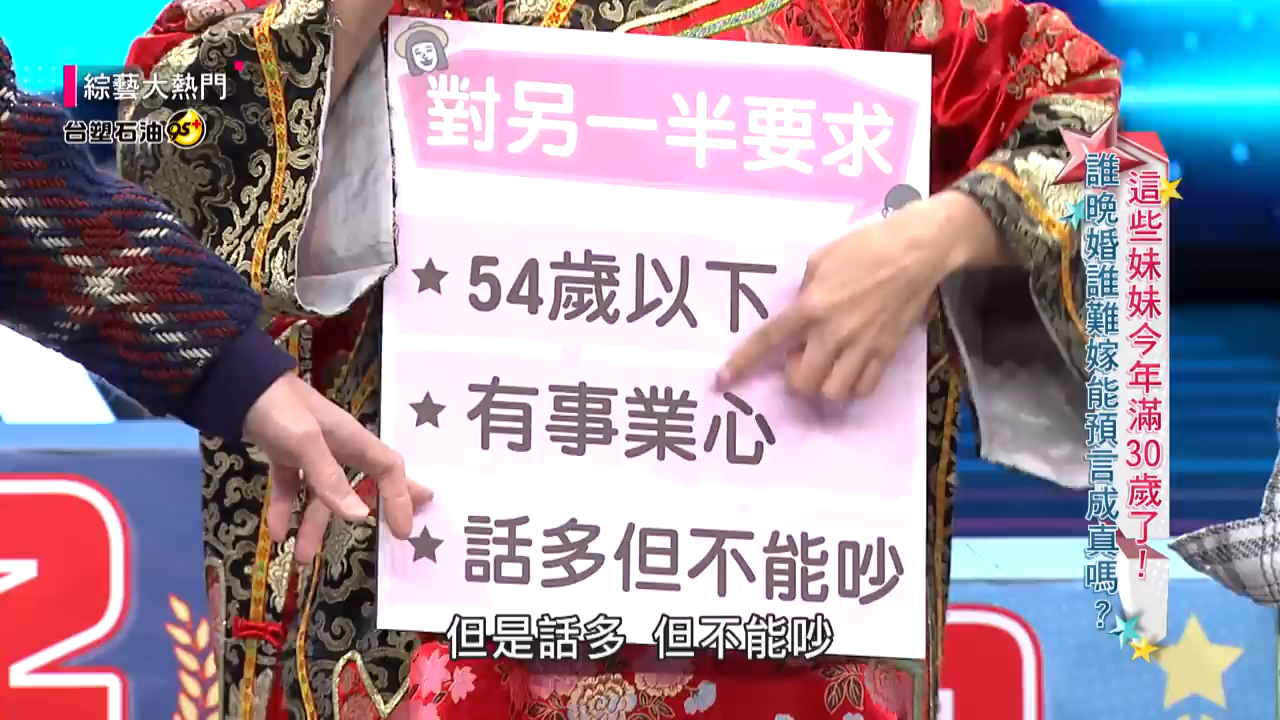 綜藝大熱門
台塑石油95+
對另一半要求
★ 54歲以下
★ 有事業心
★ 話多但不能吵
但是話多 但不能吵
這些妹妹今年滿30歲了!
誰晚婚誰難嫁能預言成真嗎?